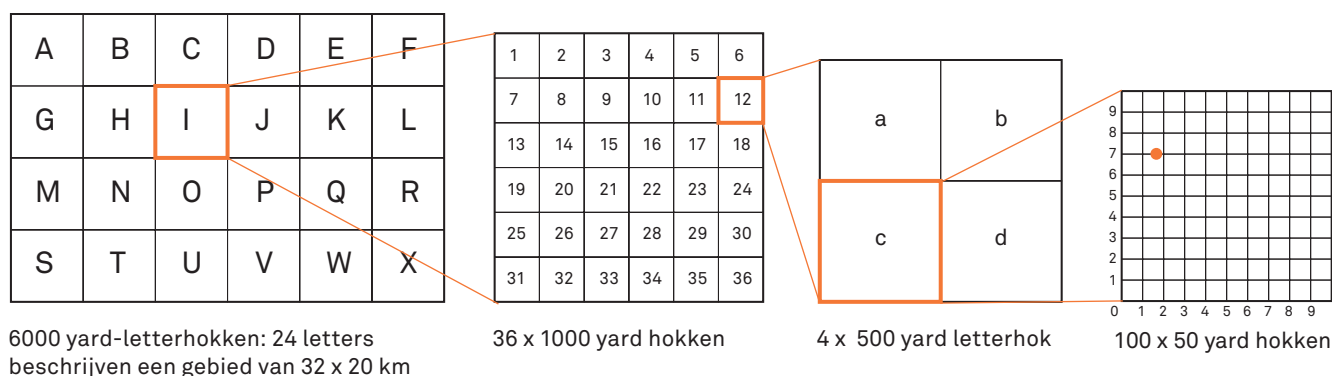 A B C D E F
G H I J K L
M N O P Q R
S T U V W X
6000 yard-letterhokken: 24 letters
beschrijven een gebied van 32 x 20 km
1 2 3 4 5 6
7 8 9 10 11 12
13 14 15 16 17 18
19 20 21 22 23 24
25 26 27 28 29 30
31 32 33 34 35 36
36 x 1000 yard hokken
a b
c d
4 x 500 yard letterhok
9
8
7
6
5
4
3
2
1
0 1 2 3 4 5 6 7 8 9
100 x 50 yard hokken